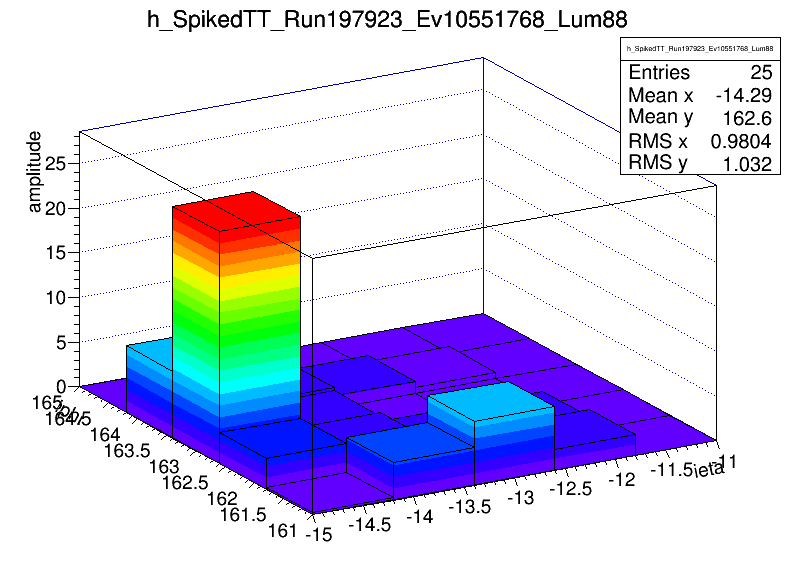 h_SpikedTT_Run197923_Ev10551768_Lum88
h_SpikedTT_Run197923_Ev10551768_Lum88
Entries 25
Mean x -14.29
Mean y 162.6
RMS x 0.9804
RMS y 1.032
amplitude
25
20
15
10
5
0
165
164.5
164
163.5
163
162.5
162
161.5
161
-15
-14.5
-14
-13.5
-13
-12.5
-12
-11.5
-11
ieta